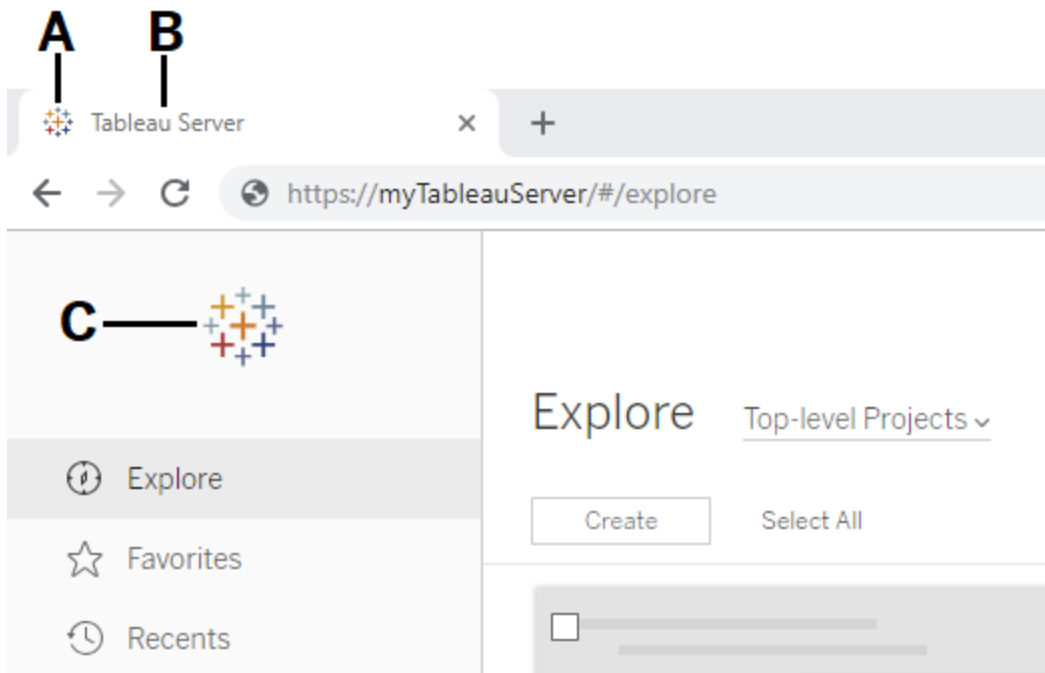 A B
Tableau Server
https://myTableauServer/#/explore
C
Explore Top-level Projects
Explore
Create Select All
Favorites
Recents